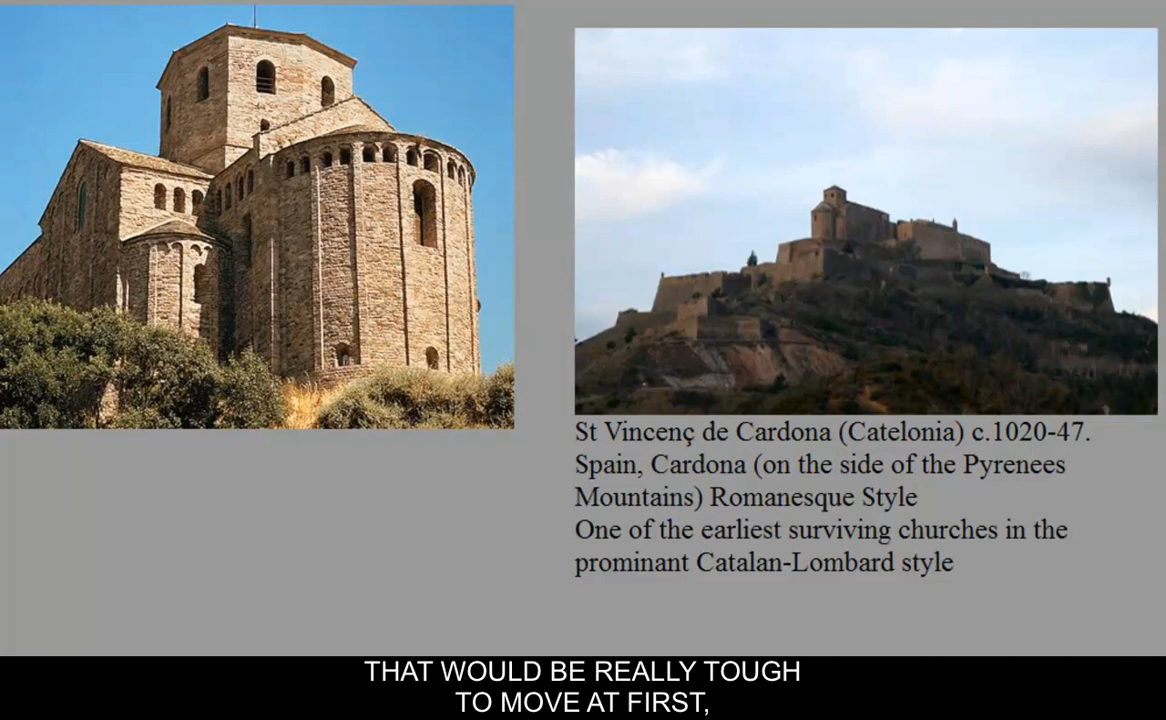 St Vincenç de Cardona (Catelonia) c.1020-47.
Spain, Cardona (on the side of the Pyrenees
Mountains) Romanesque Style
One of the earliest surviving churches in the
prominant Catalan-Lombard style
THAT WOULD BE REALLY TOUGH
TO MOVE AT FIRST,